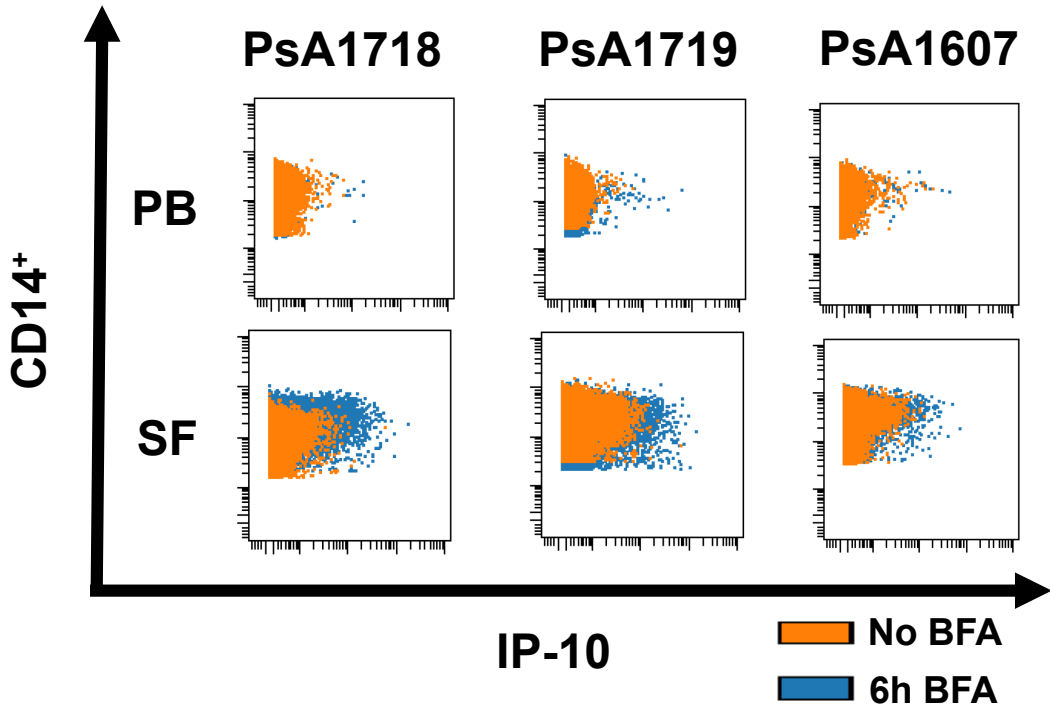 PsA1718 PsA1719 PsA1607
PB
CD14⁺
SF
IP-10
No BFA
6h BFA